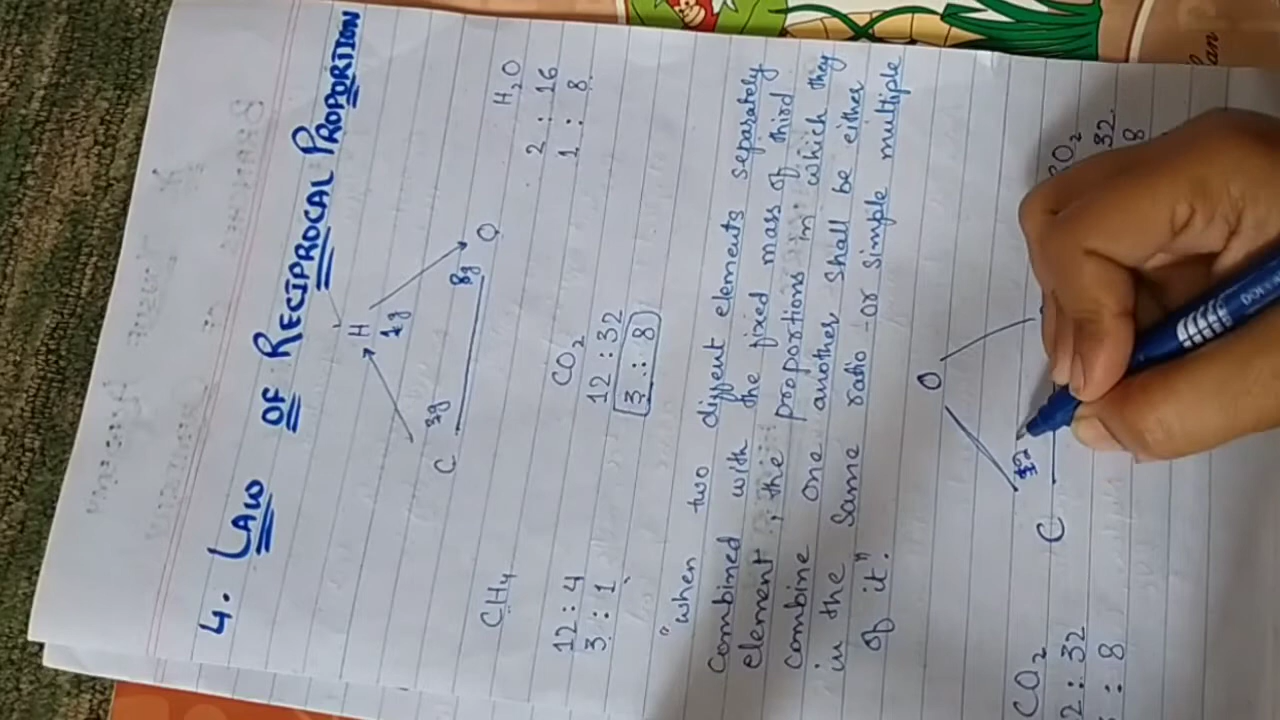 4. LAW OF RECIPROCAL PROPORTION
H
1g
3g
8g
C
O
CH4
CO2
H2O
12 : 4
12 : 32
2 : 16
3 : 1
3 : 8
1 : 8
"when two diffent elements separately
combined with the fixed mass of third
element ; the proportions in which they
combine one another shall be either
in the same ratio or simple multiple
of it".
O
C
CO2
2 : 32
: 8
O2
32
8